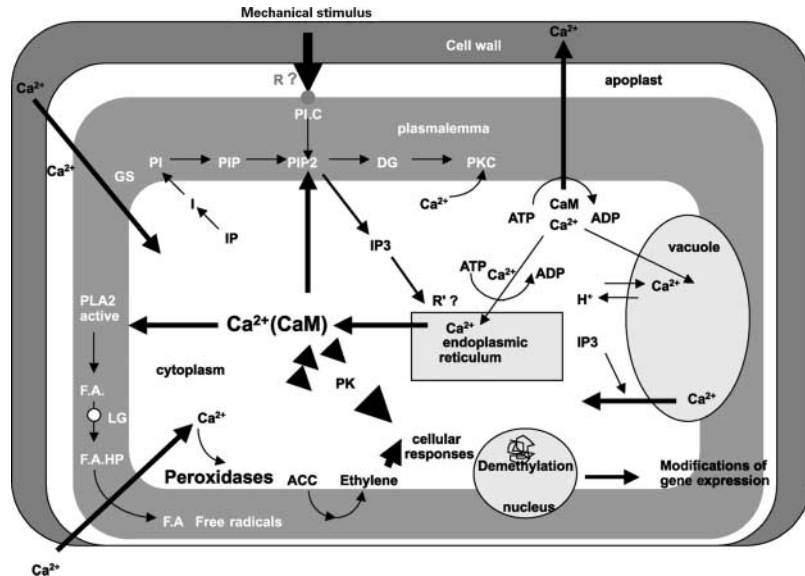 Mechanical stimulus
Ca²⁺
Cell wall
R ?
apoplast
Ca²⁺
PI.C
plasmalemma
Ca²⁺
GS
PI
PIP
PIP2
DG
PKC
Ca²⁺
CaM
ATP
ADP
Ca²⁺
I
IP
IP3
vacuole
ATP
Ca²⁺
ADP
Ca²⁺
H⁺
PLA2
active
R' ?
Ca²⁺(CaM)
Ca²⁺
endoplasmic
reticulum
IP3
cytoplasm
PK
F.A.
Ca²⁺
Ca²⁺
LG
cellular
responses
F.A.HP
Peroxidases
ACC
Ethylene
Demethylation
nucleus
Modifications of
gene expression
F.A Free radicals
Ca²⁺